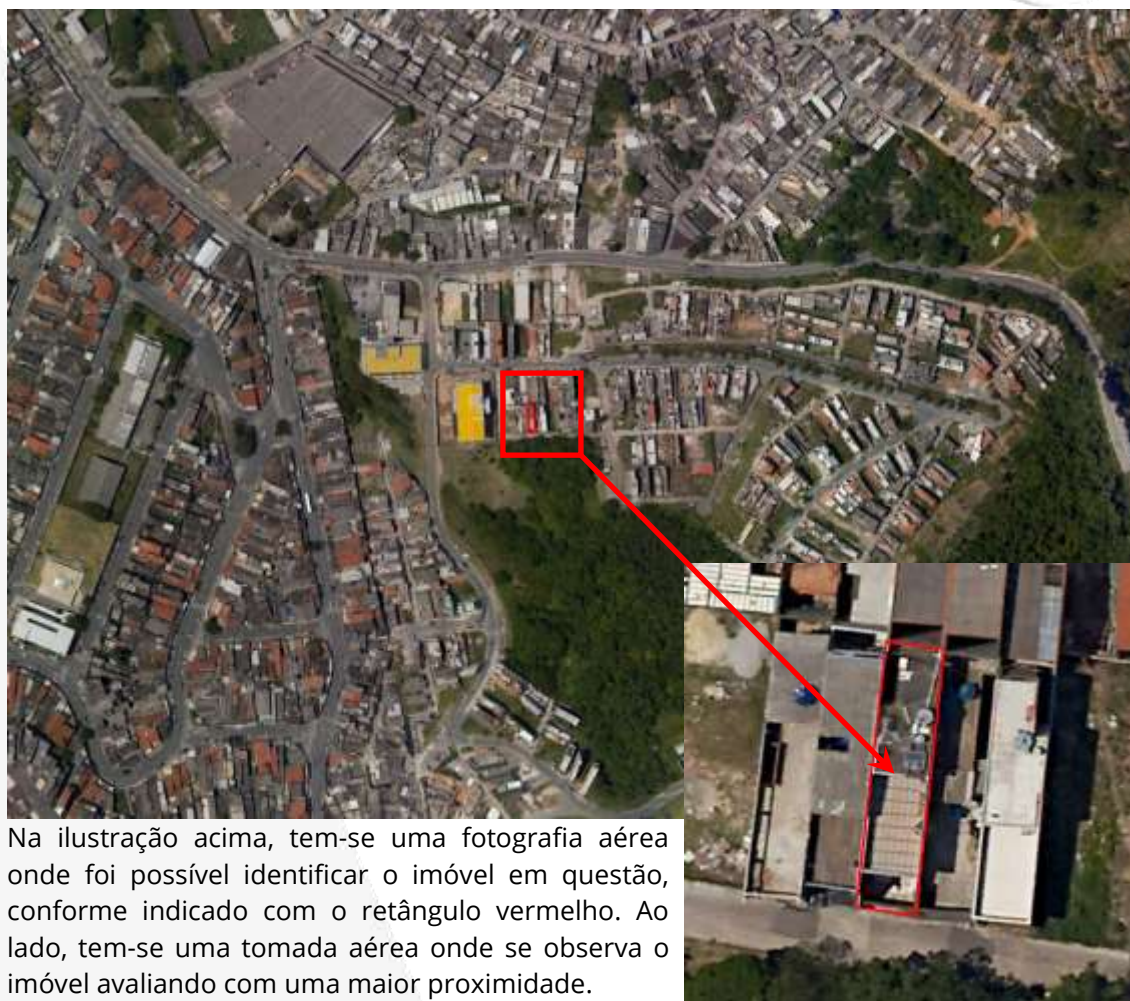 Na ilustração acima, tem-se uma fotografia aérea
onde foi possível identificar o imóvel em questão,
conforme indicado com o retângulo vermelho. Ao
lado, tem-se uma tomada aérea onde se observa o
imóvel avaliando com uma maior proximidade.